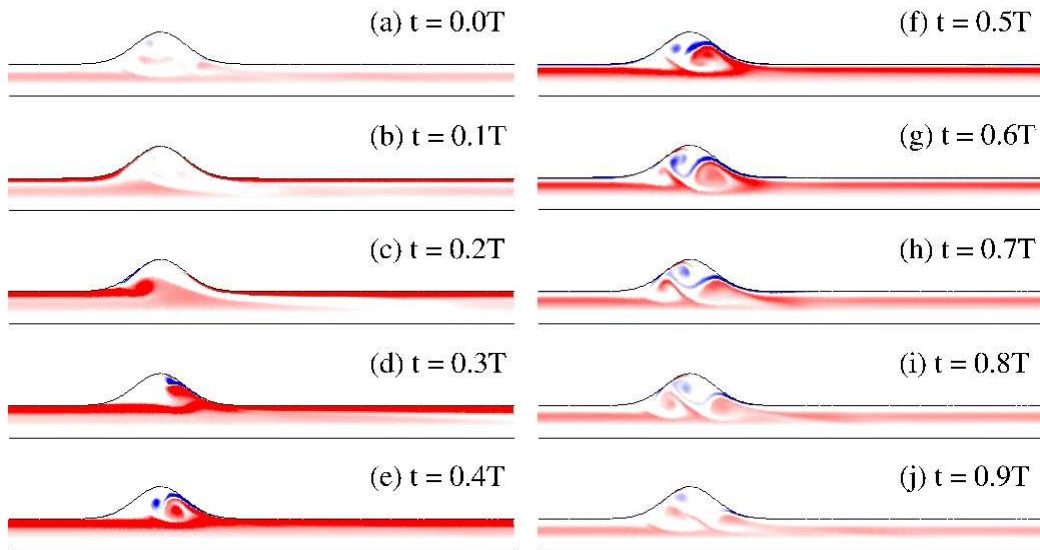 (a) t = 0.0T
(b) t = 0.1T
(c) t = 0.2T
(d) t = 0.3T
(e) t = 0.4T
(f) t = 0.5T
(g) t = 0.6T
(h) t = 0.7T
(i) t = 0.8T
(j) t = 0.9T